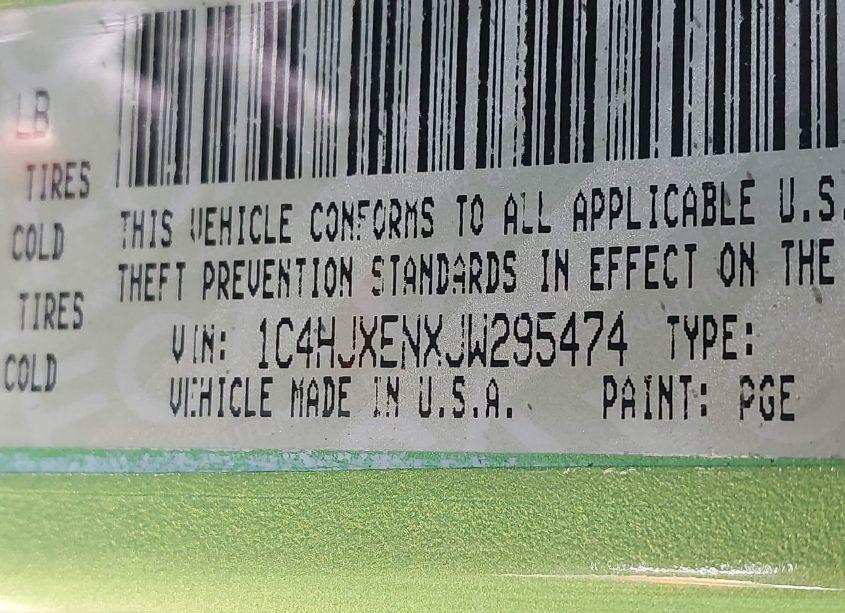 LB
TIRES
COLD
TIRES
COLD
THIS VEHICLE CONFORMS TO ALL APPLICABLE U.S.
THEFT PREVENTION STANDARDS IN EFFECT ON THE
VIN: 1C4HJXENXJW295474 TYPE:
VEHICLE MADE IN U.S.A. PAINT: PGE